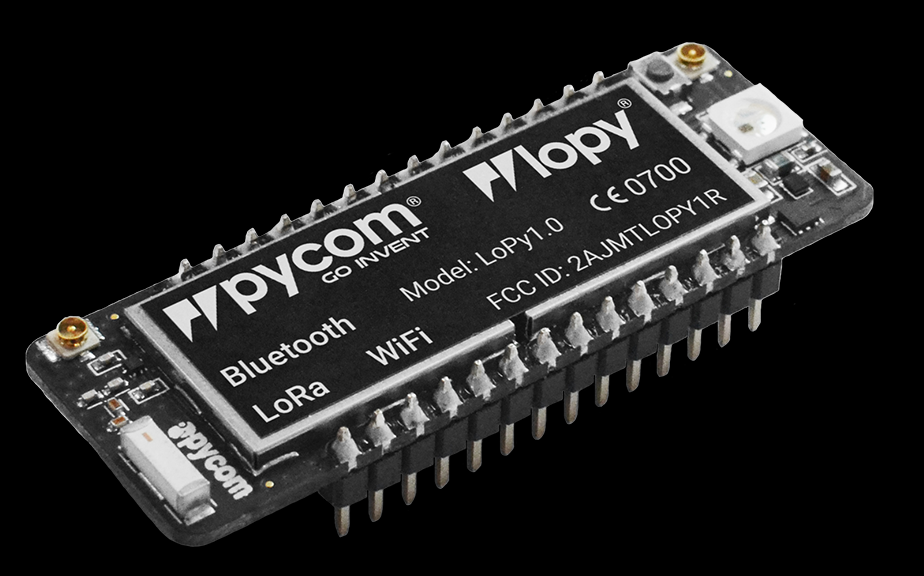 pycom®
GO INVENT
lopy®
Model: LoPy1.0
CE 0700
Bluetooth
WiFi
FCC ID: 2AJMTLOPY1R
LoRa
pycom